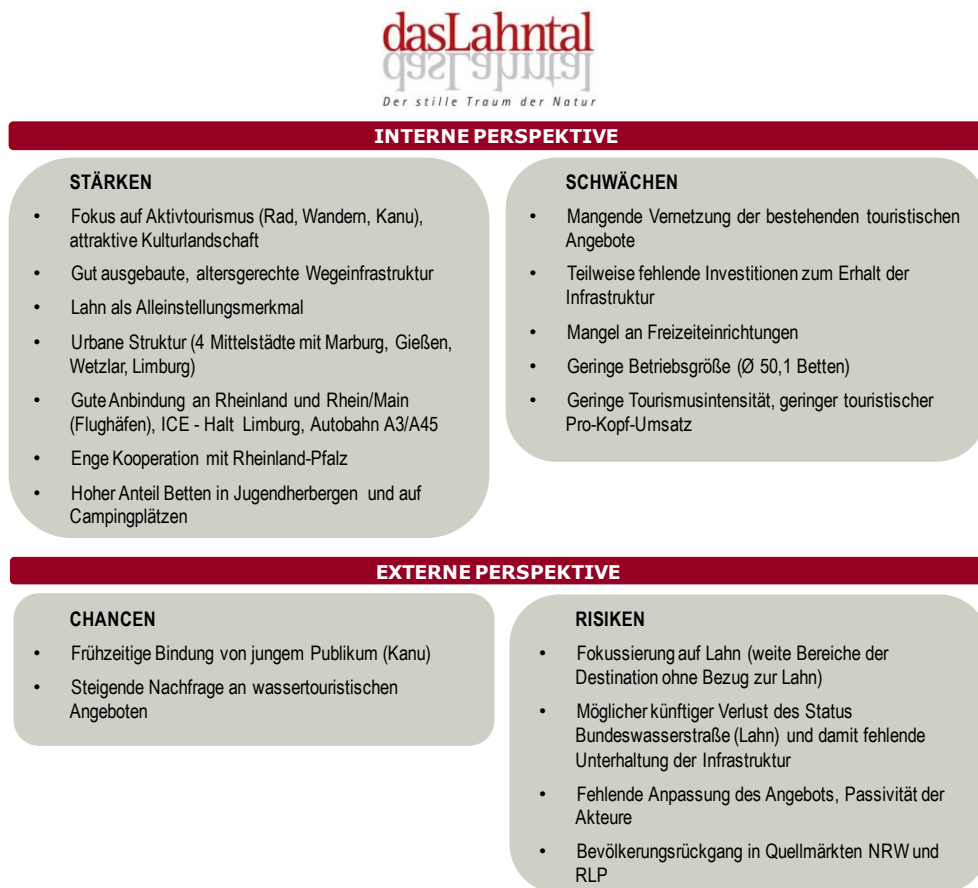 dasLahntal
Der stille Traum der Natur
INTERNE PERSPEKTIVE
STÄRKEN
• Fokus auf Aktivtourismus (Rad, Wandern, Kanu),
attraktive Kulturlandschaft
• Gut ausgebaute, altersgerechte Wegeinfrastruktur
• Lahn als Alleinstellungsmerkmal
• Urbane Struktur (4 Mittelstädte mit Marburg, Gießen,
Wetzlar, Limburg)
• Gute Anbindung an Rheinland und Rhein/Main
(Flughäfen), ICE - Halt Limburg, Autobahn A3/A45
• Enge Kooperation mit Rheinland-Pfalz
• Hoher Anteil Betten in Jugendherbergen und auf
Campingplätzen
SCHWÄCHEN
• Mangende Vernetzung der bestehenden touristischen
Angebote
• Teilweise fehlende Investitionen zum Erhalt der
Infrastruktur
• Mangel an Freizeiteinrichtungen
• Geringe Betriebsgröße (Ø 50,1 Betten)
• Geringe Tourismusintensität, geringer touristischer
Pro-Kopf-Umsatz
EXTERNE PERSPEKTIVE
CHANCEN
• Frühzeitige Bindung von jungem Publikum (Kanu)
• Steigende Nachfrage an wassertouristischen
Angeboten
RISIKEN
• Fokussierung auf Lahn (weite Bereiche der
Destination ohne Bezug zur Lahn)
• Möglicher künftiger Verlust des Status
Bundeswasserstraße (Lahn) und damit fehlende
Unterhaltung der Infrastruktur
• Fehlende Anpassung des Angebots, Passivität der
Akteure
• Bevölkerungsrückgang in Quellmärkten NRW und
RLP